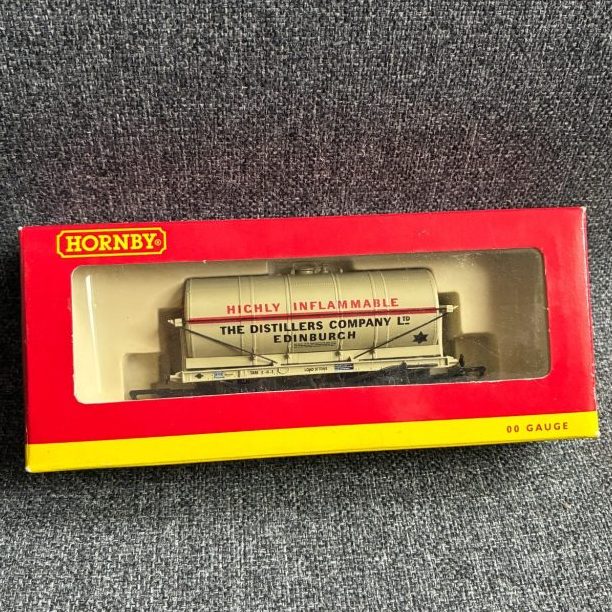 HORNBY®
HIGHLY INFLAMMABLE
THE DISTILLERS COMPANY LTD
EDINBURGH
00 GAUGE